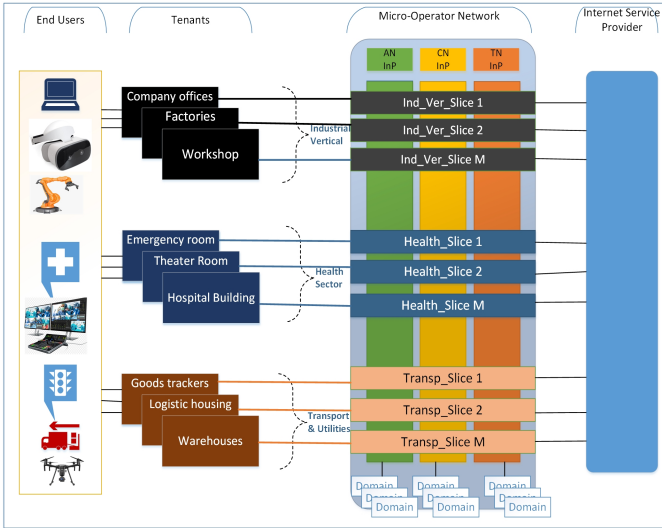 End Users
Tenants
Micro-Operator Network
Internet Service
Provider
AN
InP
CN
InP
TN
InP
Company offices
Factories
Workshop
Industrial
Vertical
Ind_Ver_Slice 1
Ind_Ver_Slice 2
Ind_Ver_Slice M
Emergency room
Theater Room
Hospital Building
Health
Sector
Health_Slice 1
Health_Slice 2
Health_Slice M
Goods trackers
Logistic housing
Warehouses
Transport
& Utilities
Transp_Slice 1
Transp_Slice 2
Transp_Slice M
Domain
Domain
Domain
Domain
Domain
Domain
Domain
Domain
Domain